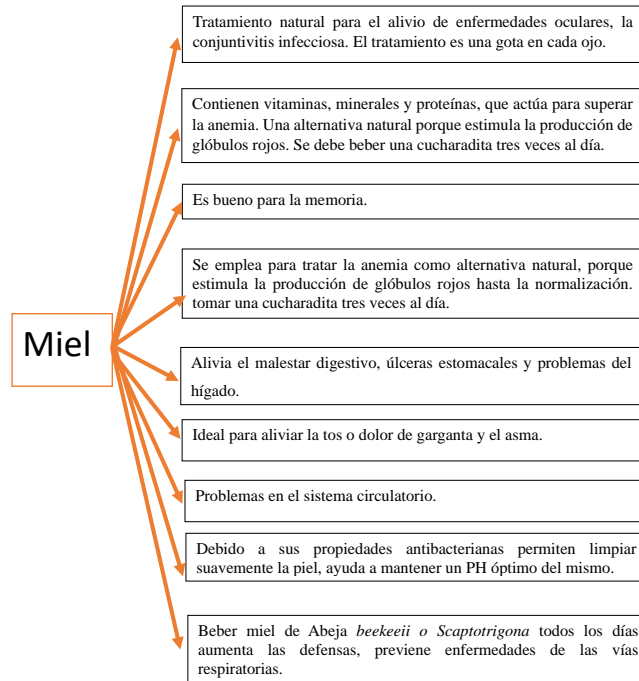 Tratamiento natural para el alivio de enfermedades oculares, la
conjuntivitis infecciosa. El tratamiento es una gota en cada ojo.
Contienen vitaminas, minerales y proteínas, que actúa para superar
la anemia. Una alternativa natural porque estimula la producción de
glóbulos rojos. Se debe beber una cucharadita tres veces al día.
Es bueno para la memoria.
Se emplea para tratar la anemia como alternativa natural, porque
estimula la producción de glóbulos rojos hasta la normalización.
tomar una cucharadita tres veces al día.
Miel
Alivia el malestar digestivo, úlceras estomacales y problemas del
hígado.
Ideal para aliviar la tos o dolor de garganta y el asma.
Problemas en el sistema circulatorio.
Debido a sus propiedades antibacterianas permiten limpiar
suavemente la piel, ayuda a mantener un PH óptimo del mismo.
Beber miel de Abeja beekeeii o Scaptotrigona todos los días
aumenta las defensas, previene enfermedades de las vías
respiratorias.